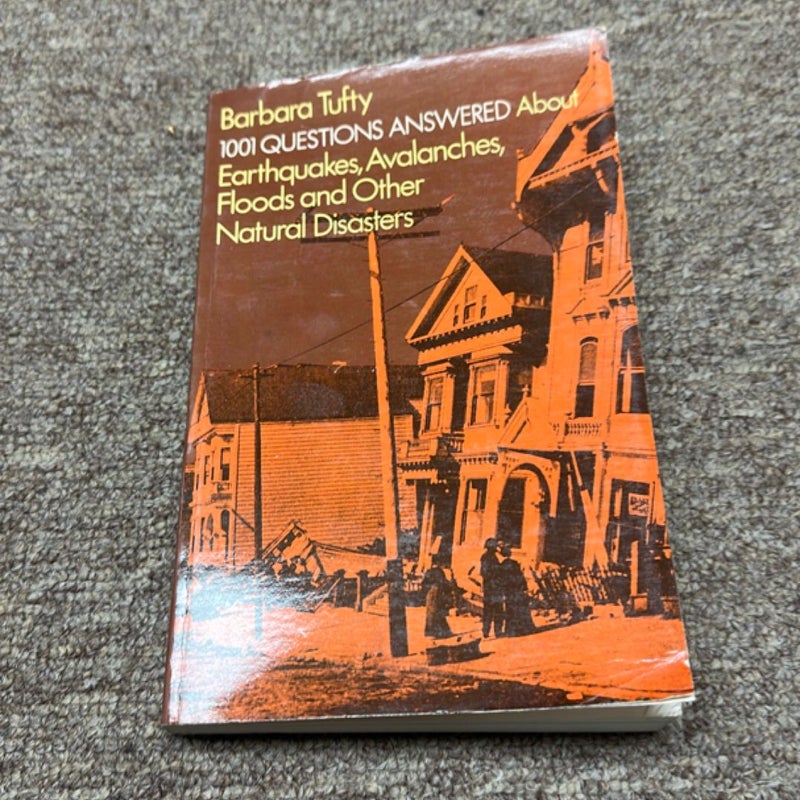 Barbara Tufty
1001 QUESTIONS ANSWERED About
Earthquakes, Avalanches,
Floods and Other
Natural Disasters